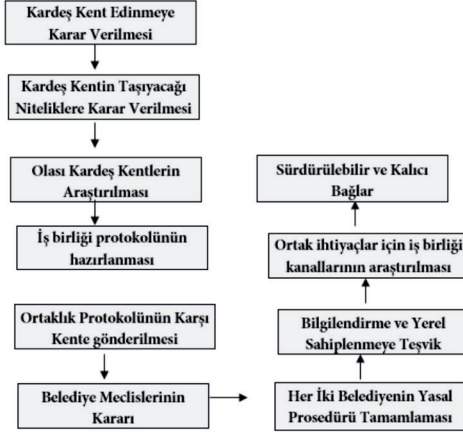 Kardeş Kent Edinmeye
Karar Verilmesi
Kardeş Kentin Taşıyacağı
Niteliklere Karar Verilmesi
Olası Kardeş Kentlerin
Araştırılması
İş birliği protokolünün
hazırlanması
Ortaklık Protokolünün Karşı
Kente gönderilmesi
Belediye Meclislerinin
Kararı
Her İki Belediyenin Yasal
Prosedürü Tamamlaması
Bilgilendirme ve Yerel
Sahiplenmeye Teşvik
Ortak ihtiyaçlar için iş birliği
kanallarının araştırılması
Sürdürülebilir ve Kalıcı
Bağlar